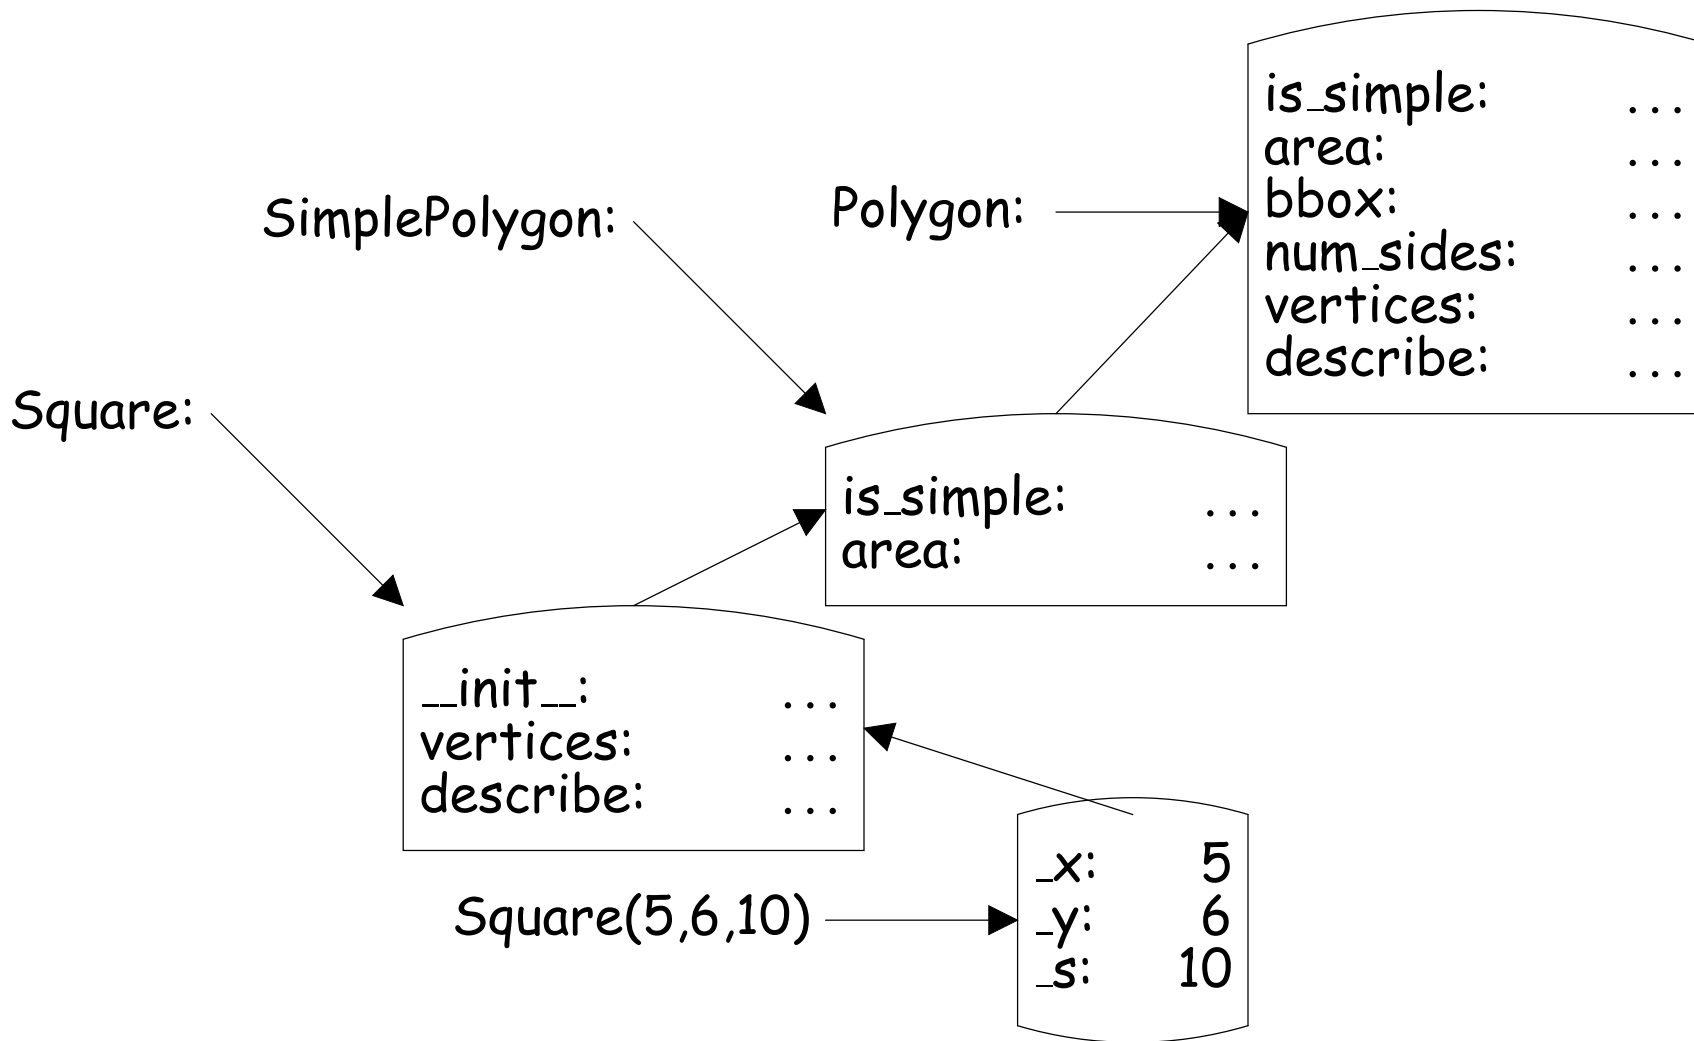 is_simple: ...
area: ...
bbox: ...
num_sides: ...
vertices: ...
describe: ...
Polygon:
SimplePolygon:
Square:
is_simple: ...
area: ...
__init__: ...
vertices: ...
describe: ...
Square(5,6,10)
_x: 5
_y: 6
_s: 10